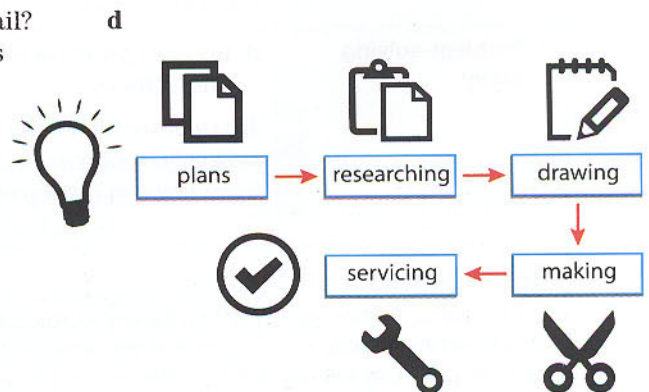 ail?
d
s
plans
researching
drawing
servicing
making